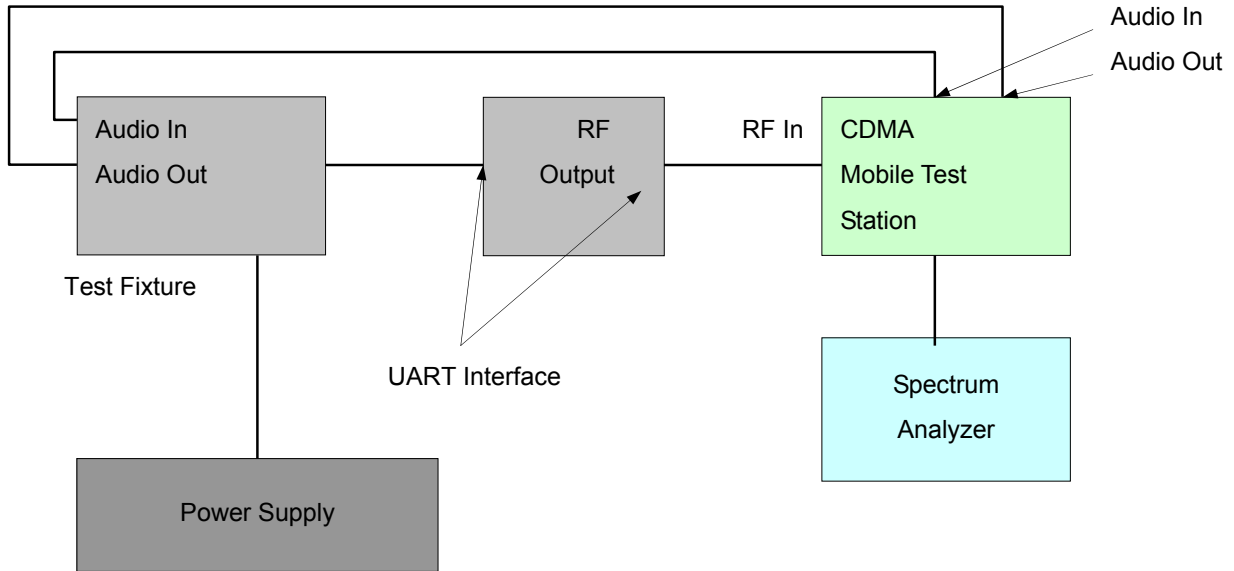 Audio In
Audio Out
Audio In
Audio Out
RF
Output
RF In
CDMA
Mobile Test
Station
Test Fixture
UART Interface
Spectrum
Analyzer
Power Supply